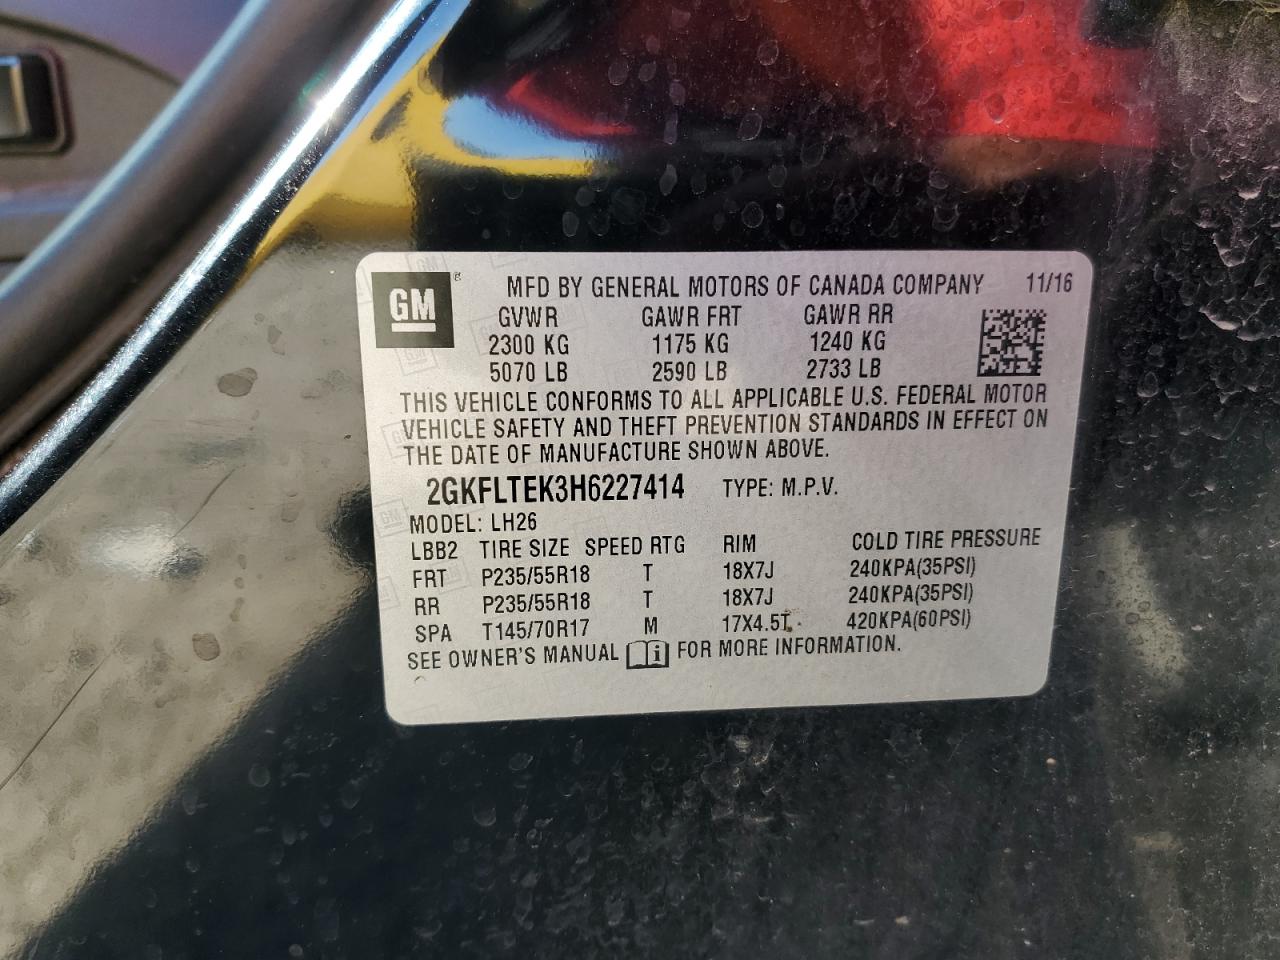 GM
MFD BY GENERAL MOTORS OF CANADA COMPANY 11/16
GVWR GAWR FRT GAWR RR
2300 KG 1175 KG 1240 KG
5070 LB 2590 LB 2733 LB
THIS VEHICLE CONFORMS TO ALL APPLICABLE U.S. FEDERAL MOTOR
VEHICLE SAFETY AND THEFT PREVENTION STANDARDS IN EFFECT ON
THE DATE OF MANUFACTURE SHOWN ABOVE.
2GKFLTEK3H6227414 TYPE: M.P.V.
MODEL: LH26
LBB2 TIRE SIZE SPEED RTG RIM COLD TIRE PRESSURE
FRT P235/55R18 T 18X7J 240KPA(35PSI)
RR P235/55R18 T 18X7J 240KPA(35PSI)
SPA T145/70R17 M 17X4.5T 420KPA(60PSI)
SEE OWNER'S MANUAL i FOR MORE INFORMATION.